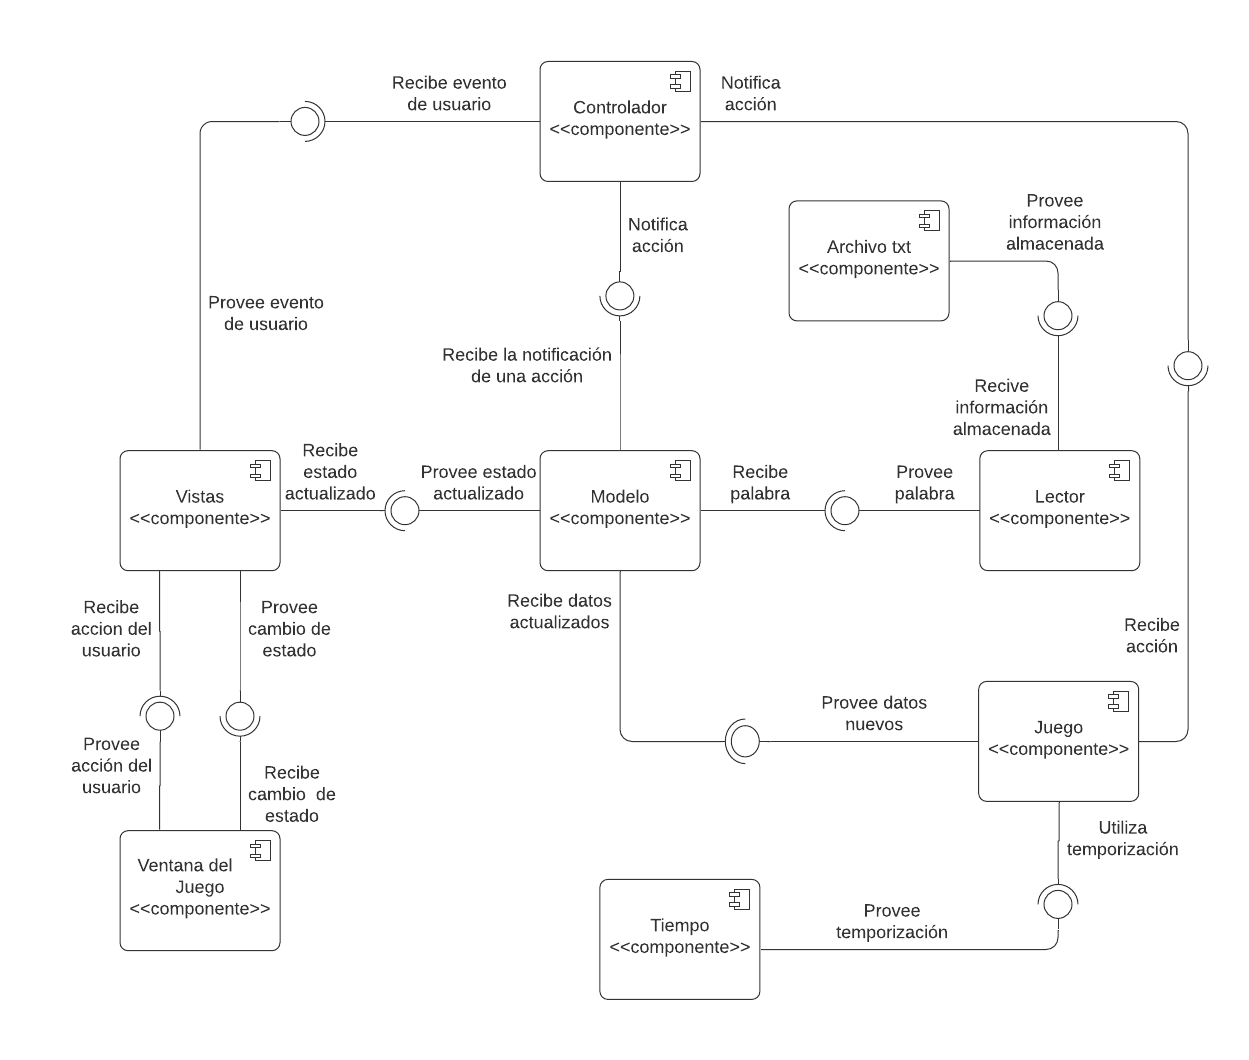 Recibe evento
de usuario
Controlador
<<componente>>
Notifica
acción
Notifica
acción
Archivo txt
<<componente>>
Provee
información
almacenada
Provee evento
de usuario
Recibe la notificación
de una acción
Recive
información
almacenada
Vistas
<<componente>>
Recibe
estado
actualizado
Provee estado
actualizado
Modelo
<<componente>>
Recibe
palabra
Provee
palabra
Lector
<<componente>>
Recibe
accion del
usuario
Provee
cambio de
estado
Recibe datos
actualizados
Recibe
acción
Provee
acción del
usuario
Recibe
cambio  de
estado
Provee datos
nuevos
Juego
<<componente>>
Ventana del
Juego
<<componente>>
Utiliza
temporización
Tiempo
<<componente>>
Provee
temporización